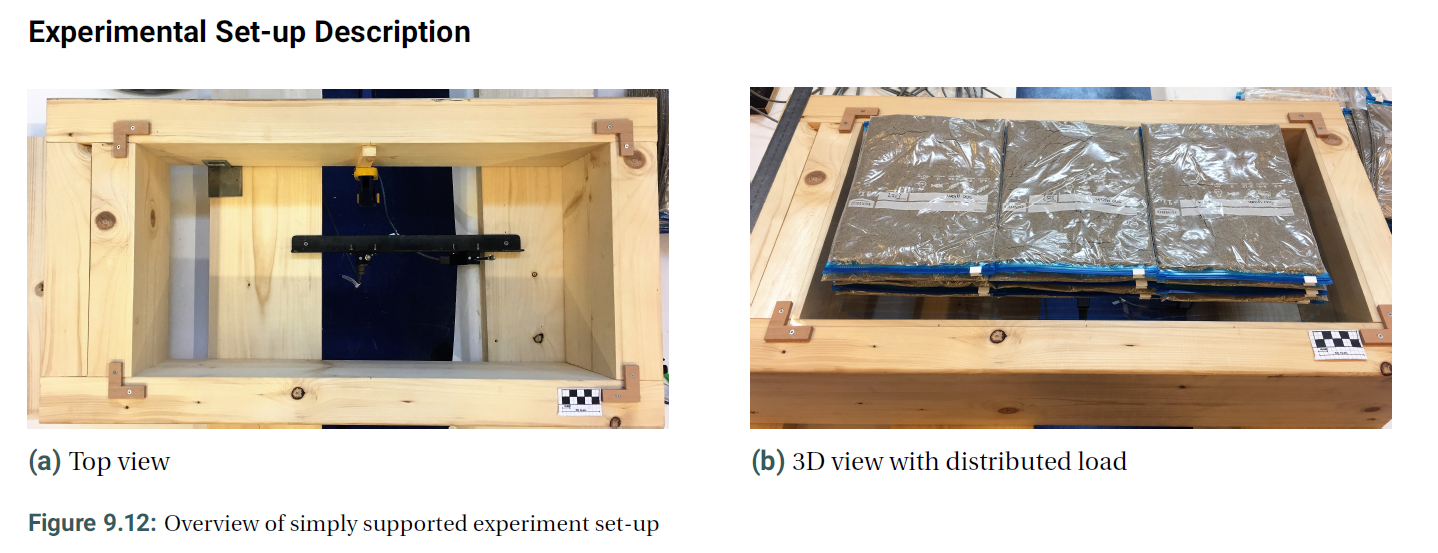 Experimental Set-up Description
(a) Top view
(b) 3D view with distributed load
Figure 9.12: Overview of simply supported experiment set-up